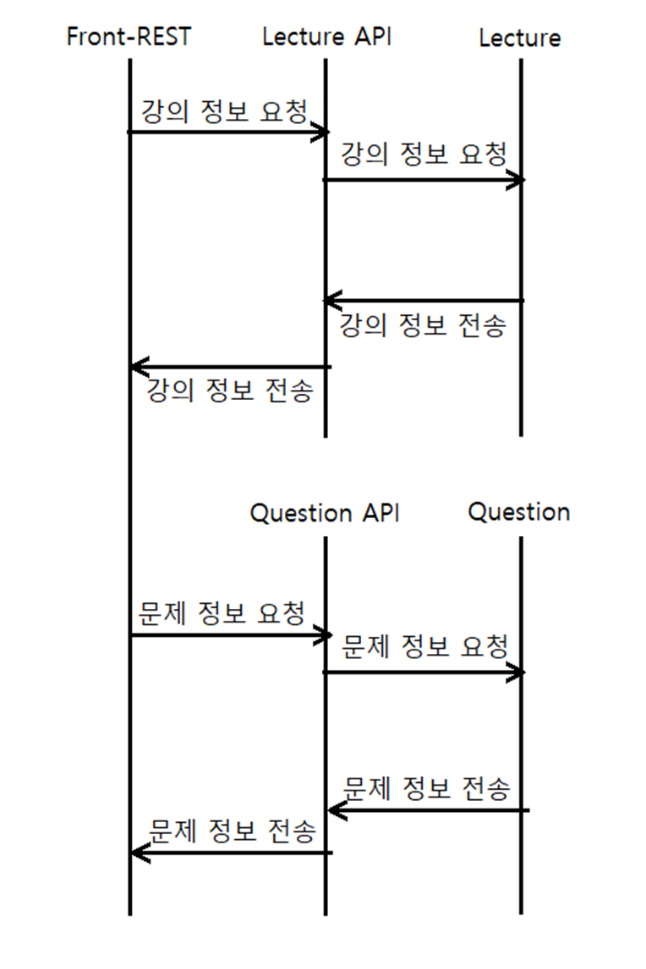 Front-REST
Lecture API
Lecture
강의 정보 요청
강의 정보 요청
강의 정보 전송
강의 정보 전송
Question API
Question
문제 정보 요청
문제 정보 요청
문제 정보 전송
문제 정보 전송